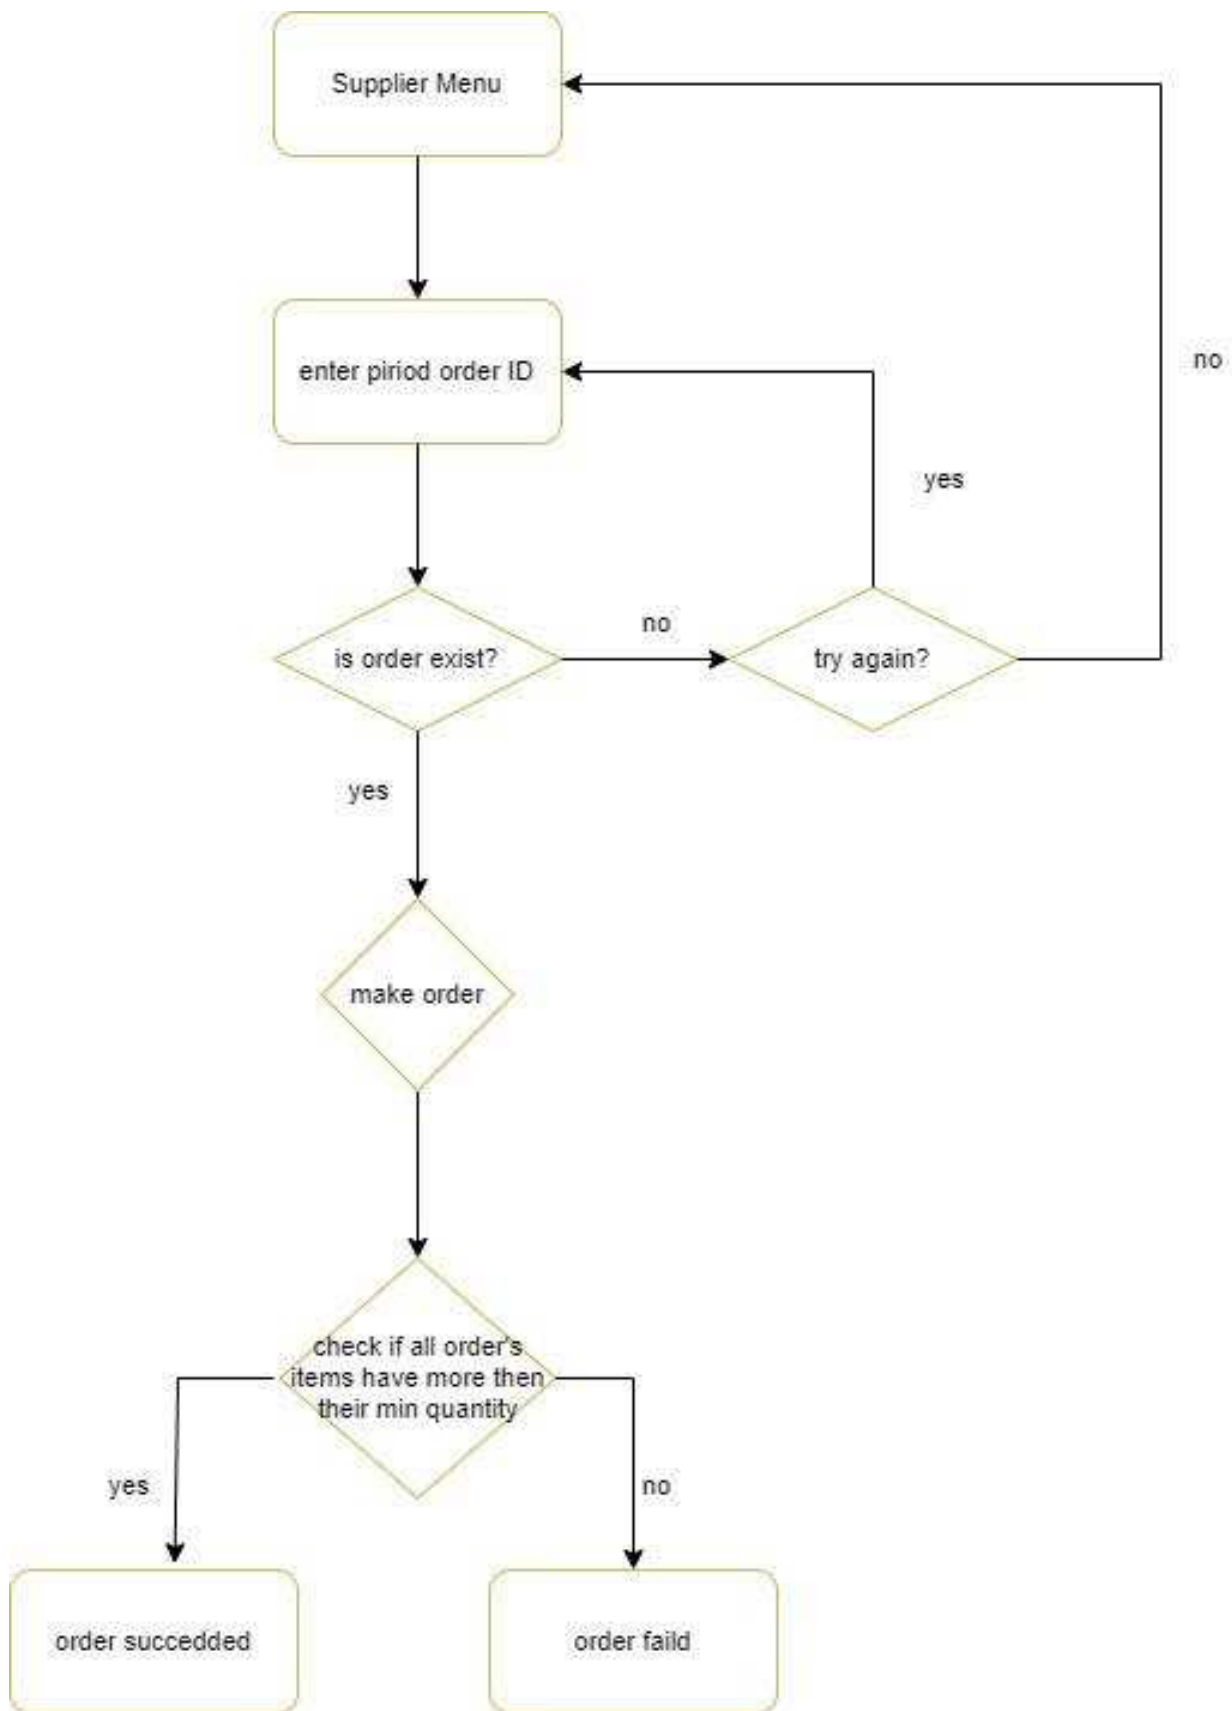 Supplier Menu
enter piriod order ID
no
yes
is order exist?
no
try again?
yes
make order
check if all order's
items have more then
their min quantity
yes
no
order succedded
order faild